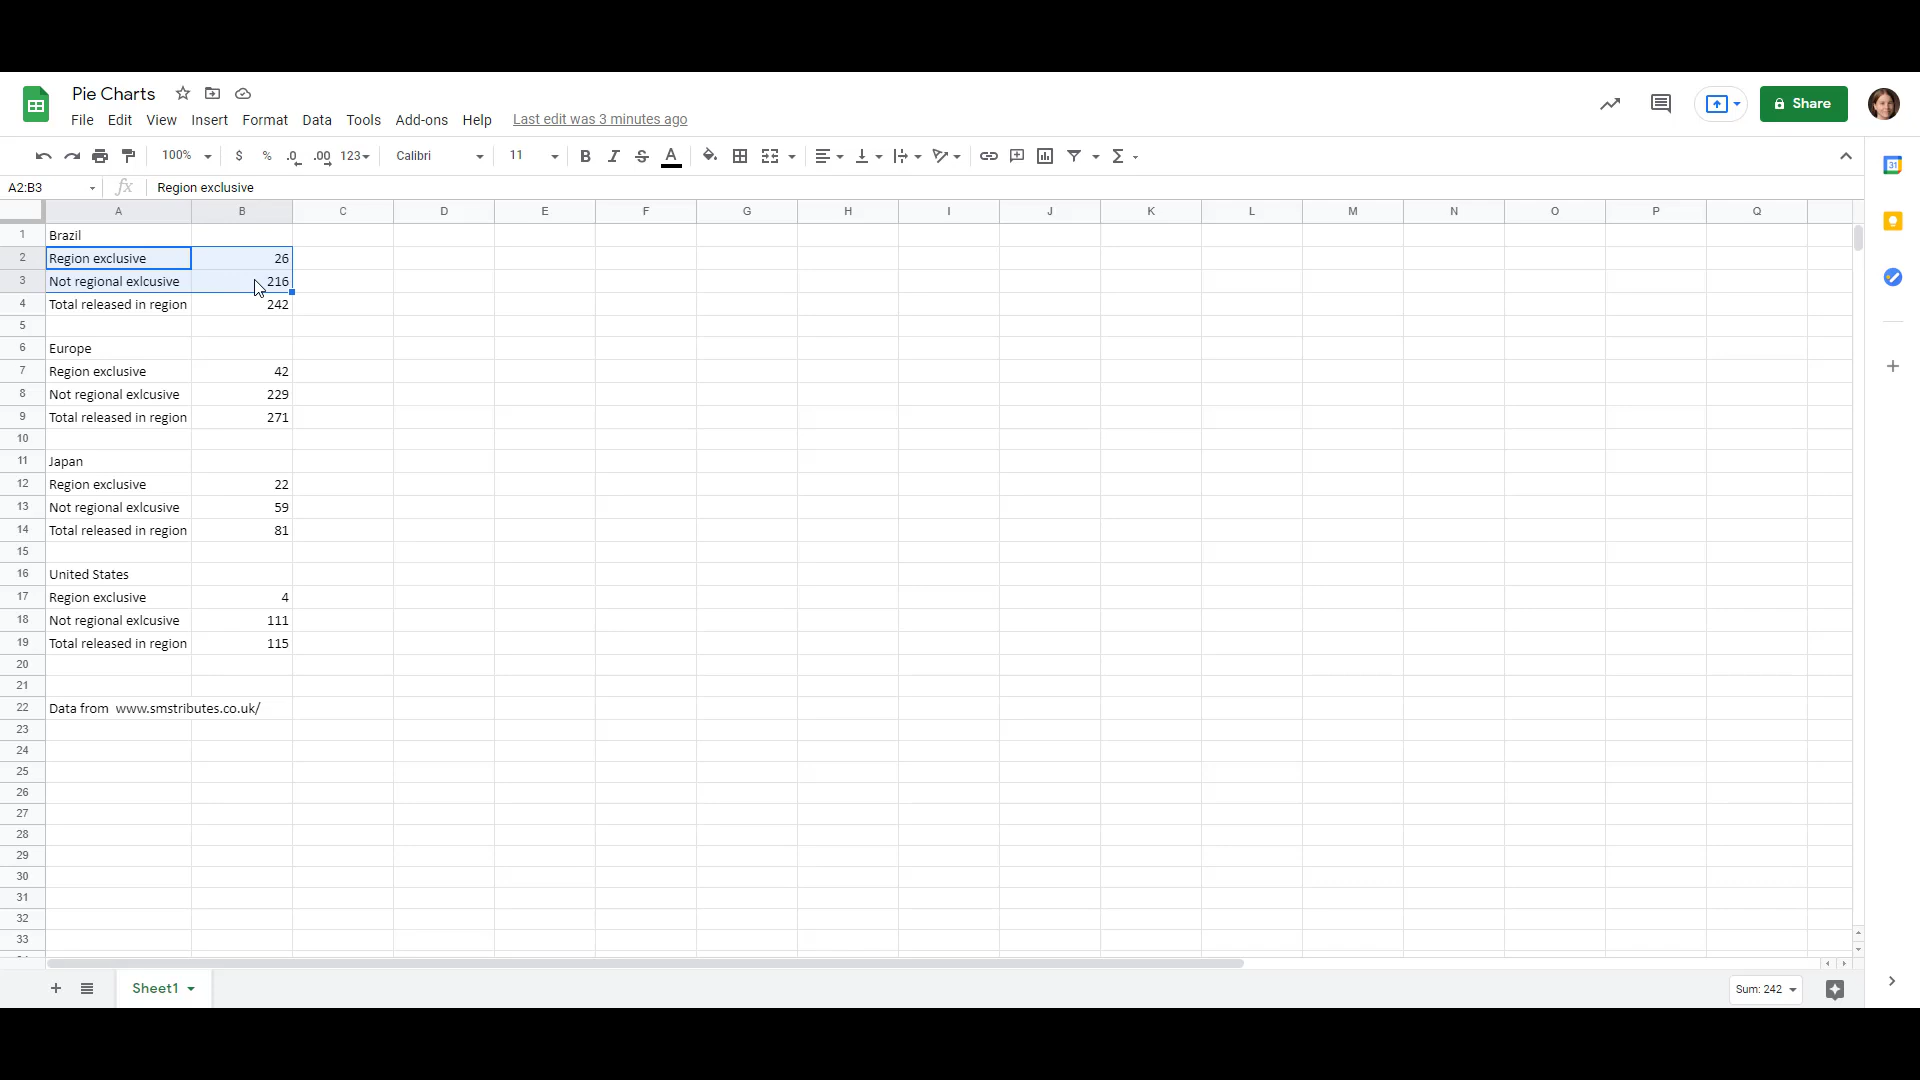 Pie Charts
File Edit View Insert Format Data Tools Add-ons Help Last edit was 3 minutes ago
Share
100% $ % .0 .00 123 Calibri 11 B I S A
A2:B3 fx Region exclusive
A B C D E F G H I J K L M N O P Q
1 Brazil
2 Region exclusive 26
3 Not regional exlcusive 216
4 Total released in region 242
5
6 Europe
7 Region exclusive 42
8 Not regional exlcusive 229
9 Total released in region 271
10
11 Japan
12 Region exclusive 22
13 Not regional exlcusive 59
14 Total released in region 81
15
16 United States
17 Region exclusive 4
18 Not regional exlcusive 111
19 Total released in region 115
20
21
22 Data from www.smstributes.co.uk/
23
24
25
26
27
28
29
30
31
32
33
Sheet1 Sum: 242
31